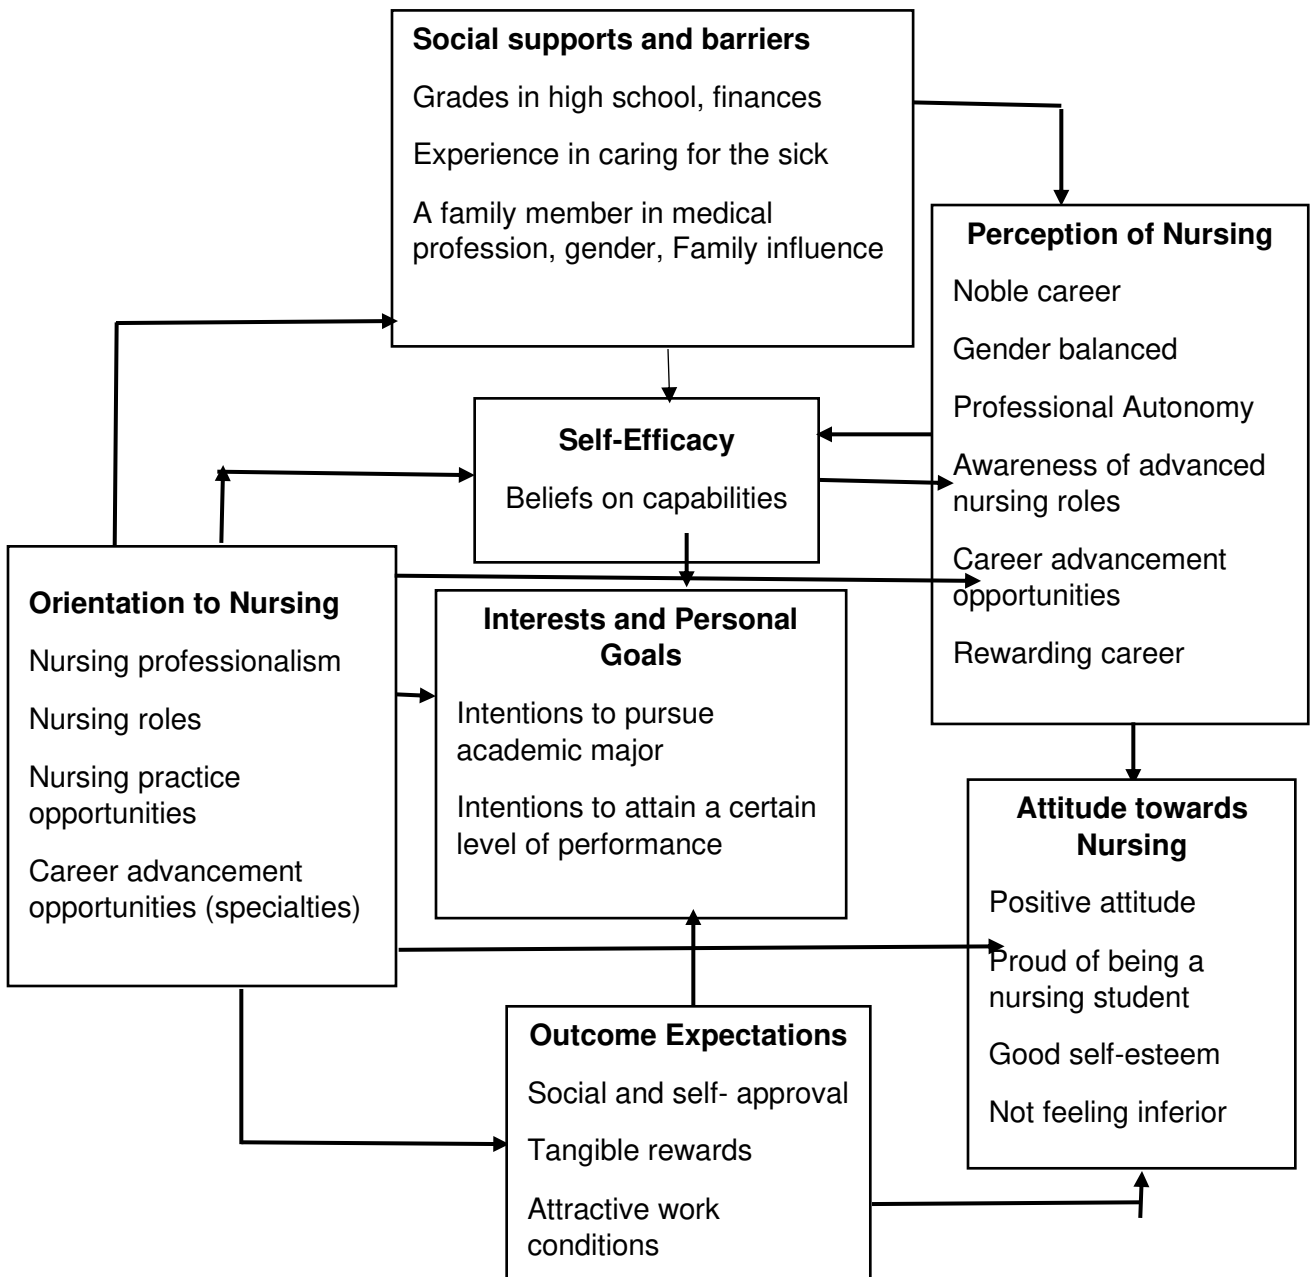 Social supports and barriers
Grades in high school, finances
Experience in caring for the sick
A family member in medical
profession, gender, Family influence
Perception of Nursing
Noble career
Gender balanced
Professional Autonomy
Awareness of advanced
nursing roles
Career advancement
opportunities
Rewarding career
Self-Efficacy
Beliefs on capabilities
Orientation to Nursing
Nursing professionalism
Nursing roles
Nursing practice
opportunities
Career advancement
opportunities (specialties)
Interests and Personal
Goals
Intentions to pursue
academic major
Intentions to attain a certain
level of performance
Attitude towards
Nursing
Positive attitude
Proud of being a
nursing student
Good self-esteem
Not feeling inferior
Outcome Expectations
Social and self- approval
Tangible rewards
Attractive work
conditions